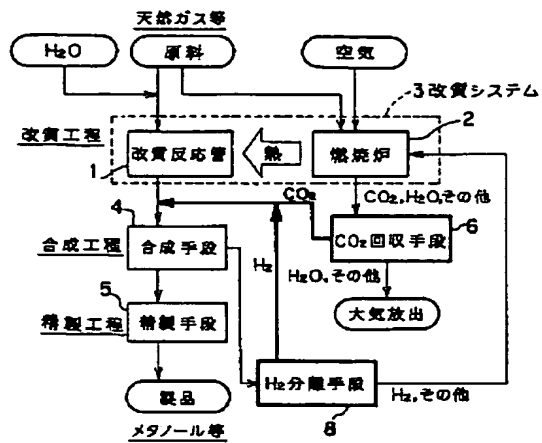 天然ガス等
H₂O
原料
空気
3改質システム
改質工程
2
改質反応管
熱
燃焼炉
1
CO₂
CO₂,H₂O,その他
4
6
合成工程
合成手段
H₂
CO₂回収手段
H₂O,その他
5
精製工程
精製手段
大気放出
製品
H₂分離手段
H₂,その他
メタノール等
8